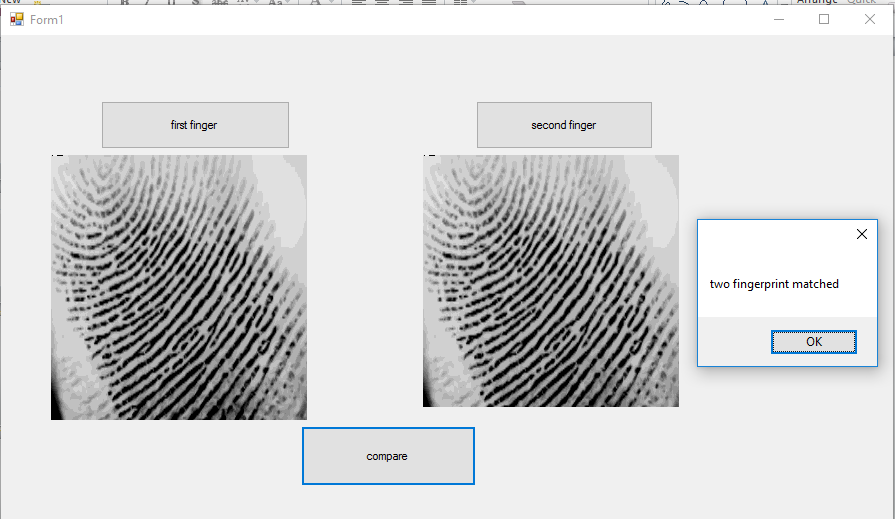 Form1
first finger
second finger
two fingerprint matched
OK
compare